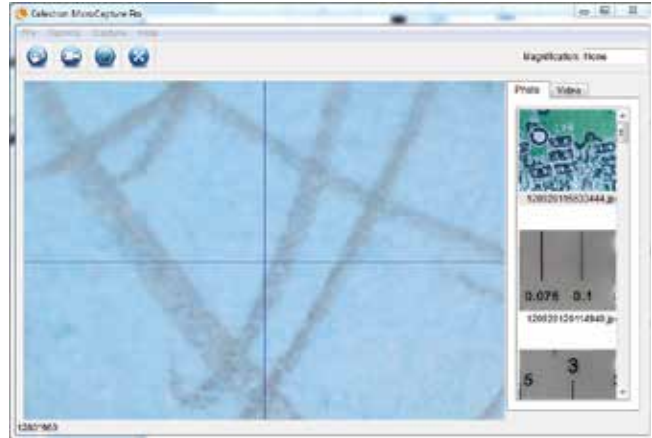 Celestron MicroCapture Pro
File Options Capture Help
Magnification: None
Photo Video
0.075 0.1
5 3